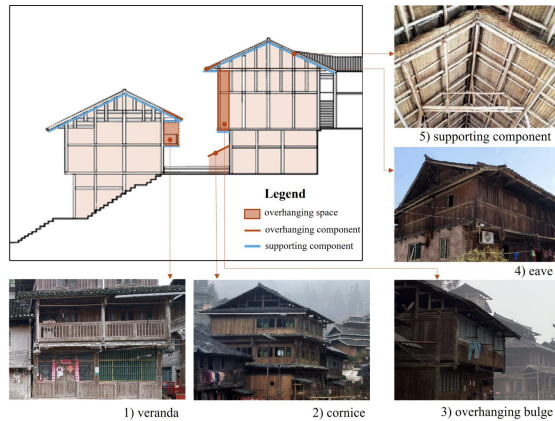 5) supporting component
Legend
overhanging space
overhanging component
supporting component
4) eave
1) veranda
2) cornice
3) overhanging bulge